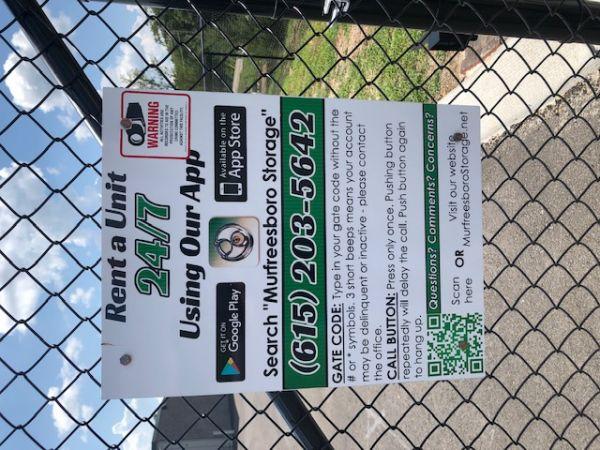 Rent a Unit
24/7
Using Our App
WARNING
GET IT ON
Google Play
Available on the
App Store
Search "Murfreesboro Storage"
(615) 203-5642
GATE CODE: Type in your gate code without the
# or * symbols. 3 short beeps means your account
may be delinquent or inactive - please contact
the office.
CALL BUTTON: Press only once. Pushing button
repeatedly will delay the call. Push button again
to hang up.
Questions? Comments? Concerns?
Scan
here
OR
Visit our website
MurfreesboroStorage.net